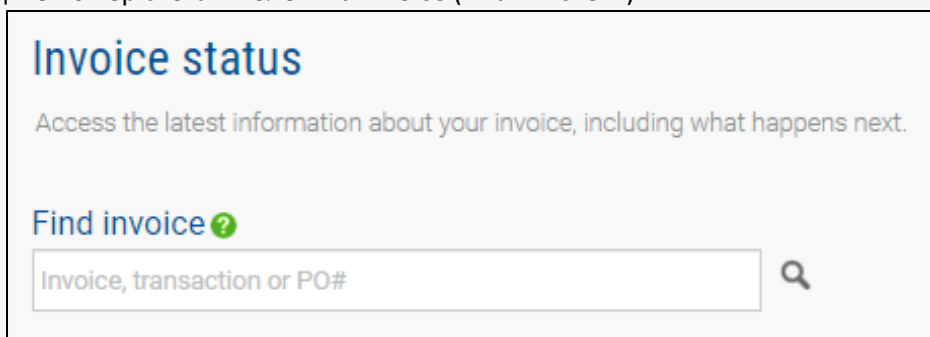 Invoice status
Access the latest information about your invoice, including what happens next.
Find invoice
Invoice, transaction or PO#